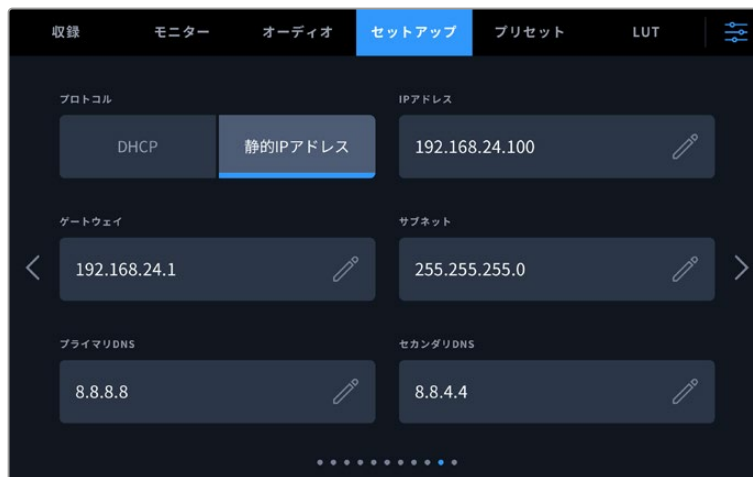 収録 モニター オーディオ セットアップ プリセット LUT
プロトコル IPアドレス
DHCP 静的IPアドレス 192.168.24.100
ゲートウェイ サブネット
192.168.24.1 255.255.255.0
プライマリDNS セカンダリDNS
8.8.8.8 8.8.4.4